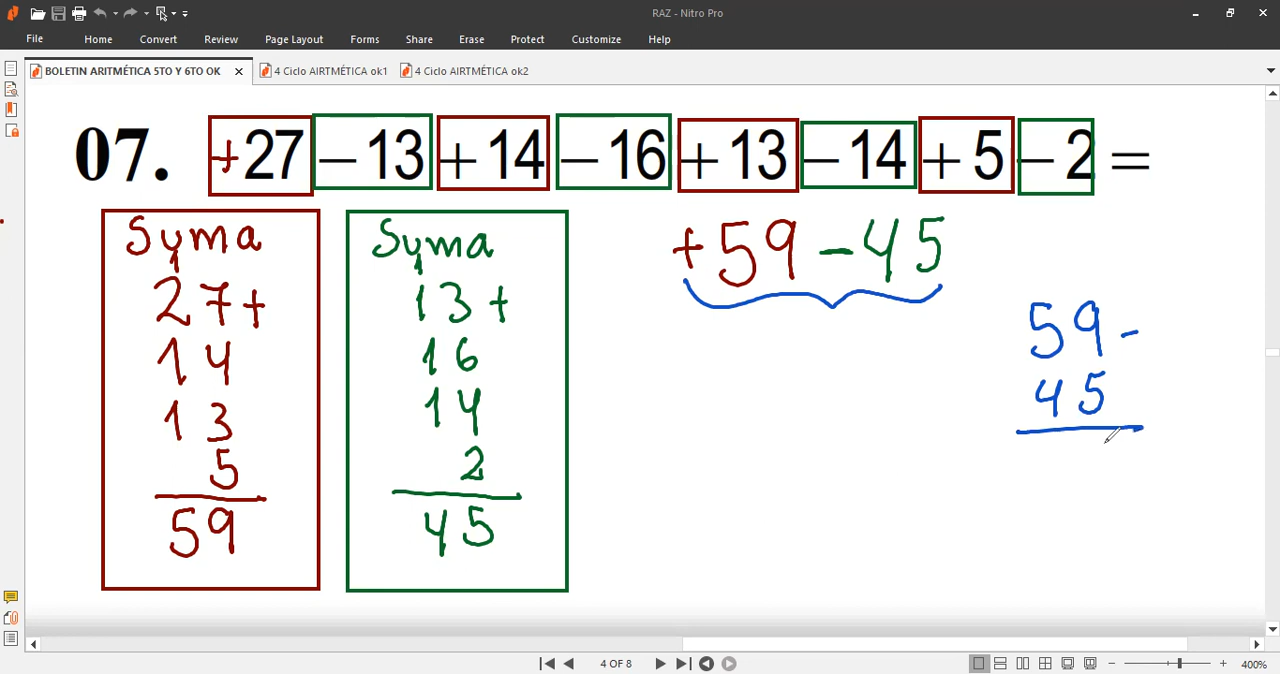 RAZ - Nitro Pro
File Home Convert Review Page Layout Forms Share Erase Protect Customize Help
BOLETIN ARITMÉTICA 5TO Y 6TO OK × 4 Ciclo AIRTMÉTICA ok1 4 Ciclo AIRTMÉTICA ok2
07. +27 − 13 + 14 − 16 + 13 − 14 + 5 − 2 =
Suma
1
27+
14
13
5
59
Suma
1
13+
16
14
2
45
+59 − 45
59 -
45
4 OF 8
400%